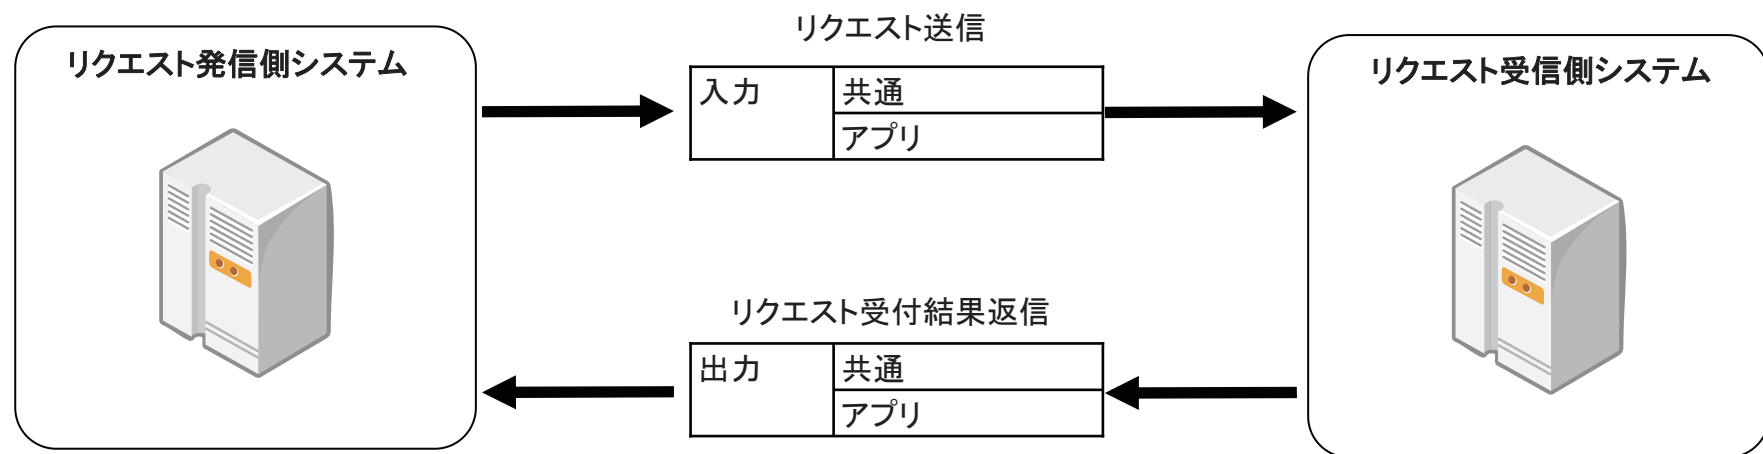 リクエスト送信
リクエスト発信側システム
リクエスト受信側システム
入力
共通
アプリ
リクエスト受付結果返信
出力
共通
アプリ